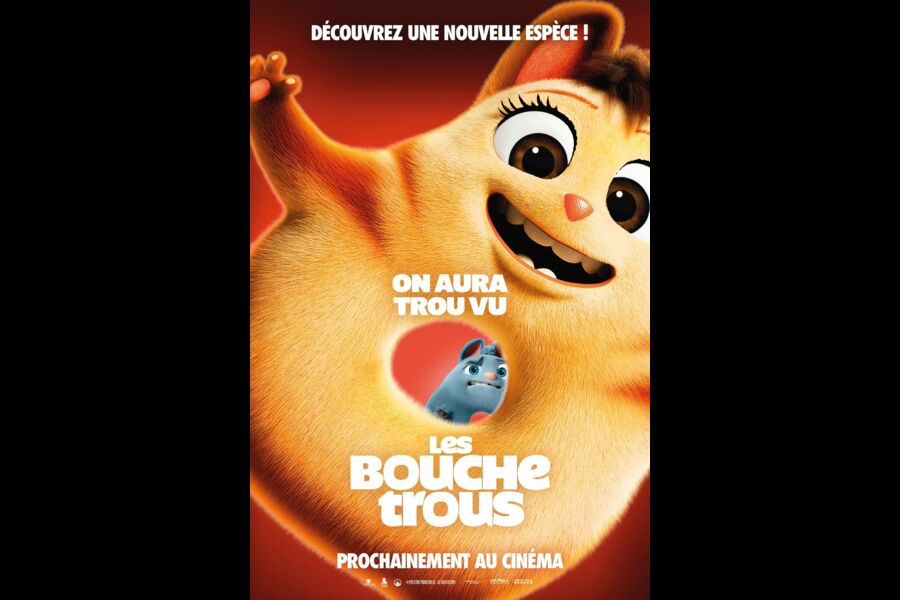 DÉCOUVREZ UNE NOUVELLE ESPÈCE !
ON AURA
TROU VU
Les
BOUCHE
trous
PROCHAINEMENT AU CINÉMA